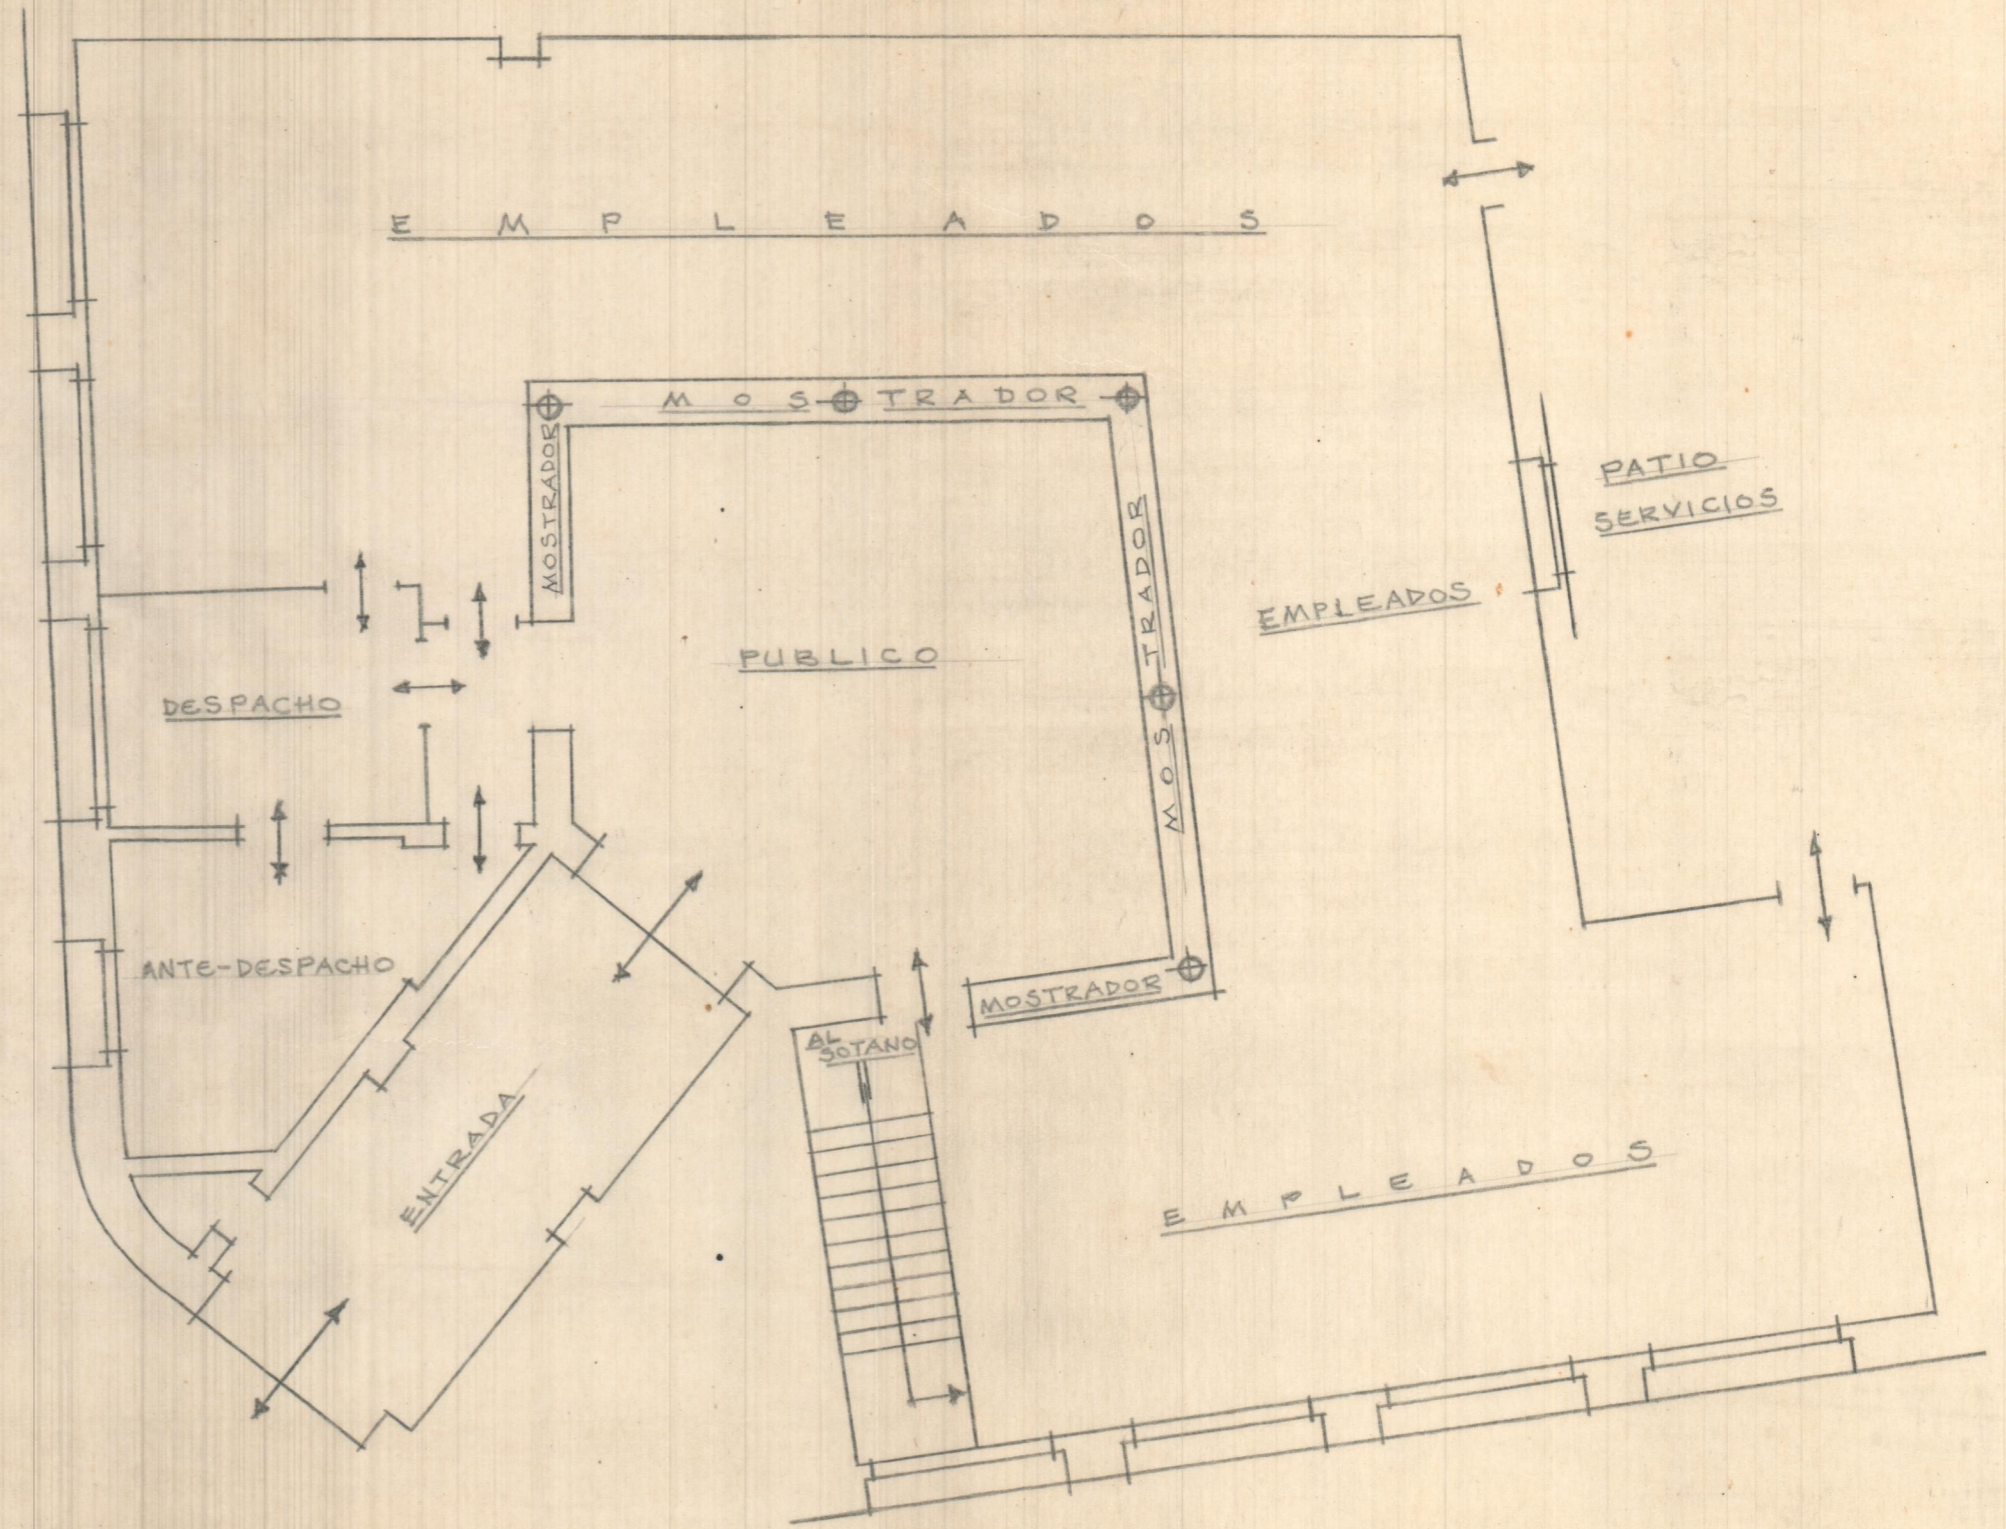 EMPLEADOS
MOSTRADOR
MOSTRADOR
MOSTRADOR
PATIO
SERVICIOS
EMPLEADOS
PUBLICO
DESPACHO
ANTE-DESPACHO
MOSTRADOR
AL
SOTANO
ENTRADA
EMPLEADOS